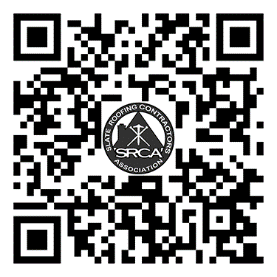 SLATE ROOFING CONTRACTORS
SRCA
ASSOCIATION